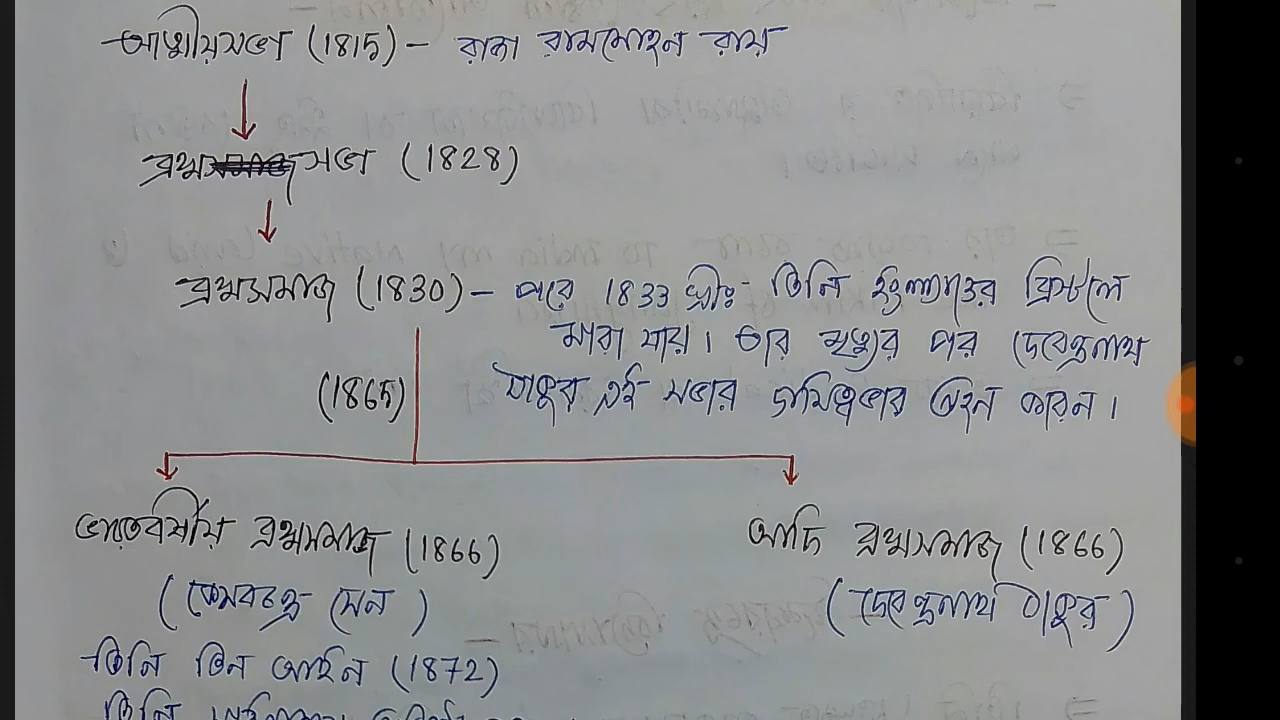 আত্মীয়সভা (1815) - রাজা রামমোহন রায়
ব্রহ্মসভা (1828)
ব্রহ্মসমাজ (1830) - পরে 1833 খ্রীঃ তিনি ইংল্যান্ডের ব্রিস্টলে
মারা যায়। তার মৃত্যুর পর দেবেন্দ্রনাথ
(1865) ঠাকুর এই সভার দায়িত্বভার গ্রহন করেন।
ভারতবর্ষীয় ব্রহ্মসমাজ (1866) আদি ব্রহ্মসমাজ (1866)
(কেশবচন্দ্র সেন) (দেবেন্দ্রনাথ ঠাকুর)
তিনি তিন আইন (1872)
তিনি